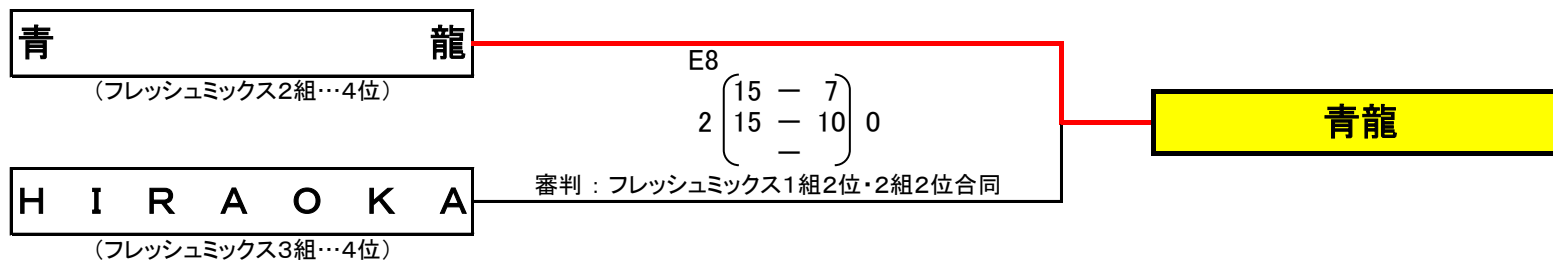 青龍
(フレッシュミックス2組…4位)
E8
15 － 7
2 15 － 10 0
－
青龍
審判：フレッシュミックス1組2位・2組2位合同
HIRAOKA
(フレッシュミックス3組…4位)